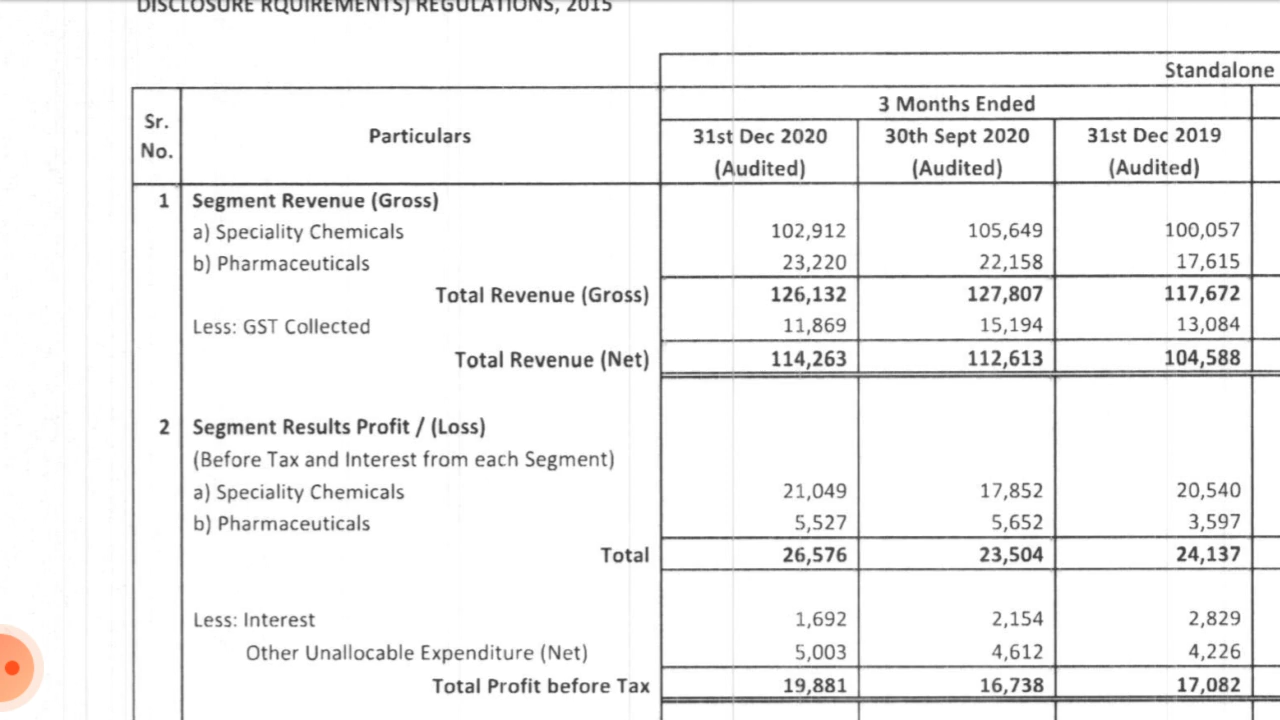 DISCLOSURE RQUIREMENTS) REGULATIONS, 2015
Standalone
Sr. No. Particulars 3 Months Ended
31st Dec 2020 (Audited) 30th Sept 2020 (Audited) 31st Dec 2019 (Audited)
1 Segment Revenue (Gross)
a) Speciality Chemicals 102,912 105,649 100,057
b) Pharmaceuticals 23,220 22,158 17,615
Total Revenue (Gross) 126,132 127,807 117,672
Less: GST Collected 11,869 15,194 13,084
Total Revenue (Net) 114,263 112,613 104,588
2 Segment Results Profit / (Loss)
(Before Tax and Interest from each Segment)
a) Speciality Chemicals 21,049 17,852 20,540
b) Pharmaceuticals 5,527 5,652 3,597
Total 26,576 23,504 24,137
Less: Interest 1,692 2,154 2,829
Other Unallocable Expenditure (Net) 5,003 4,612 4,226
Total Profit before Tax 19,881 16,738 17,082